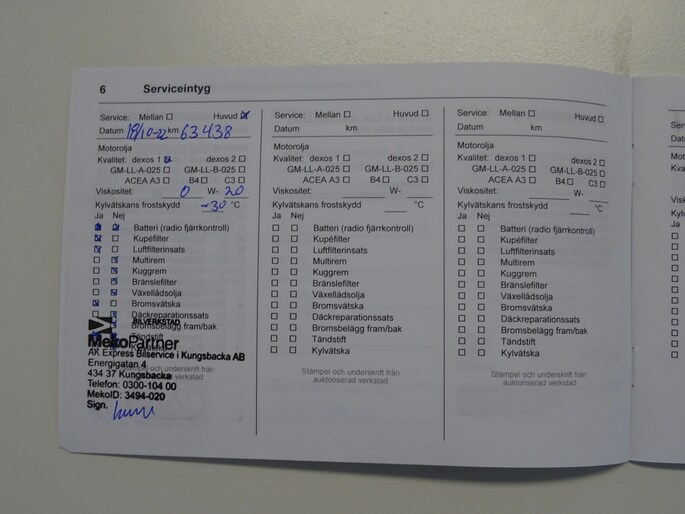 6 Serviceintyg
Service: Mellan ☐ Huvud ☒
Datum 18/10-22 km 63438
Motorolja
Kvalitet: dexos 1 ☒ dexos 2 ☐
GM-LL-A-025 ☐ GM-LL-B-025 ☐
ACEA A3 ☐ B4 ☐ C3 ☐
Viskositet: 0 W- 20
Kylvätskans frostskydd -30 °C
Ja Nej
Batteri (radio fjärrkontroll)
Kupéfilter
Luftfilterinsats
Multirem
Kuggrem
Bränslefilter
Växellådsolja
Bromsvätska
Däckreparationssats
BILVERKSTAD
Bromsbelägg fram/bak
Tändstift
MekoPartner
AK Express Bilservice i Kungsbacka AB
Energigatan 4
434 37 Kungsbacka
Telefon: 0300-104 00
MekoID: 3494-020
Sign.
Stämpel och underskrift från
auktoriserad verkstad
Service: Mellan ☐ Huvud ☐
Datum km
Motorolja
Kvalitet: dexos 1 ☐ dexos 2 ☐
GM-LL-A-025 ☐ GM-LL-B-025 ☐
ACEA A3 ☐ B4 ☐ C3 ☐
Viskositet: W-
Kylvätskans frostskydd °C
Ja Nej
☐ ☐ Batteri (radio fjärrkontroll)
☐ ☐ Kupéfilter
☐ ☐ Luftfilterinsats
☐ ☐ Multirem
☐ ☐ Kuggrem
☐ ☐ Bränslefilter
☐ ☐ Växellådsolja
☐ ☐ Bromsvätska
☐ ☐ Däckreparationssats
☐ ☐ Bromsbelägg fram/bak
☐ ☐ Tändstift
☐ ☐ Kylvätska
Stämpel och underskrift från
auktoriserad verkstad
Service: Mellan ☐ Huvud ☐
Datum km
Motorolja
Kvalitet: dexos 1 ☐ dexos 2 ☐
GM-LL-A-025 ☐ GM-LL-B-025 ☐
ACEA A3 ☐ B4 ☐ C3 ☐
Viskositet: W-
Kylvätskans frostskydd °C
Ja Nej
☐ ☐ Batteri (radio fjärrkontroll)
☐ ☐ Kupéfilter
☐ ☐ Luftfilterinsats
☐ ☐ Multirem
☐ ☐ Kuggrem
☐ ☐ Bränslefilter
☐ ☐ Växellådsolja
☐ ☐ Bromsvätska
☐ ☐ Däckreparationssats
☐ ☐ Bromsbelägg fram/bak
☐ ☐ Tändstift
☐ ☐ Kylvätska
Stämpel och underskrift från
auktoriserad verkstad